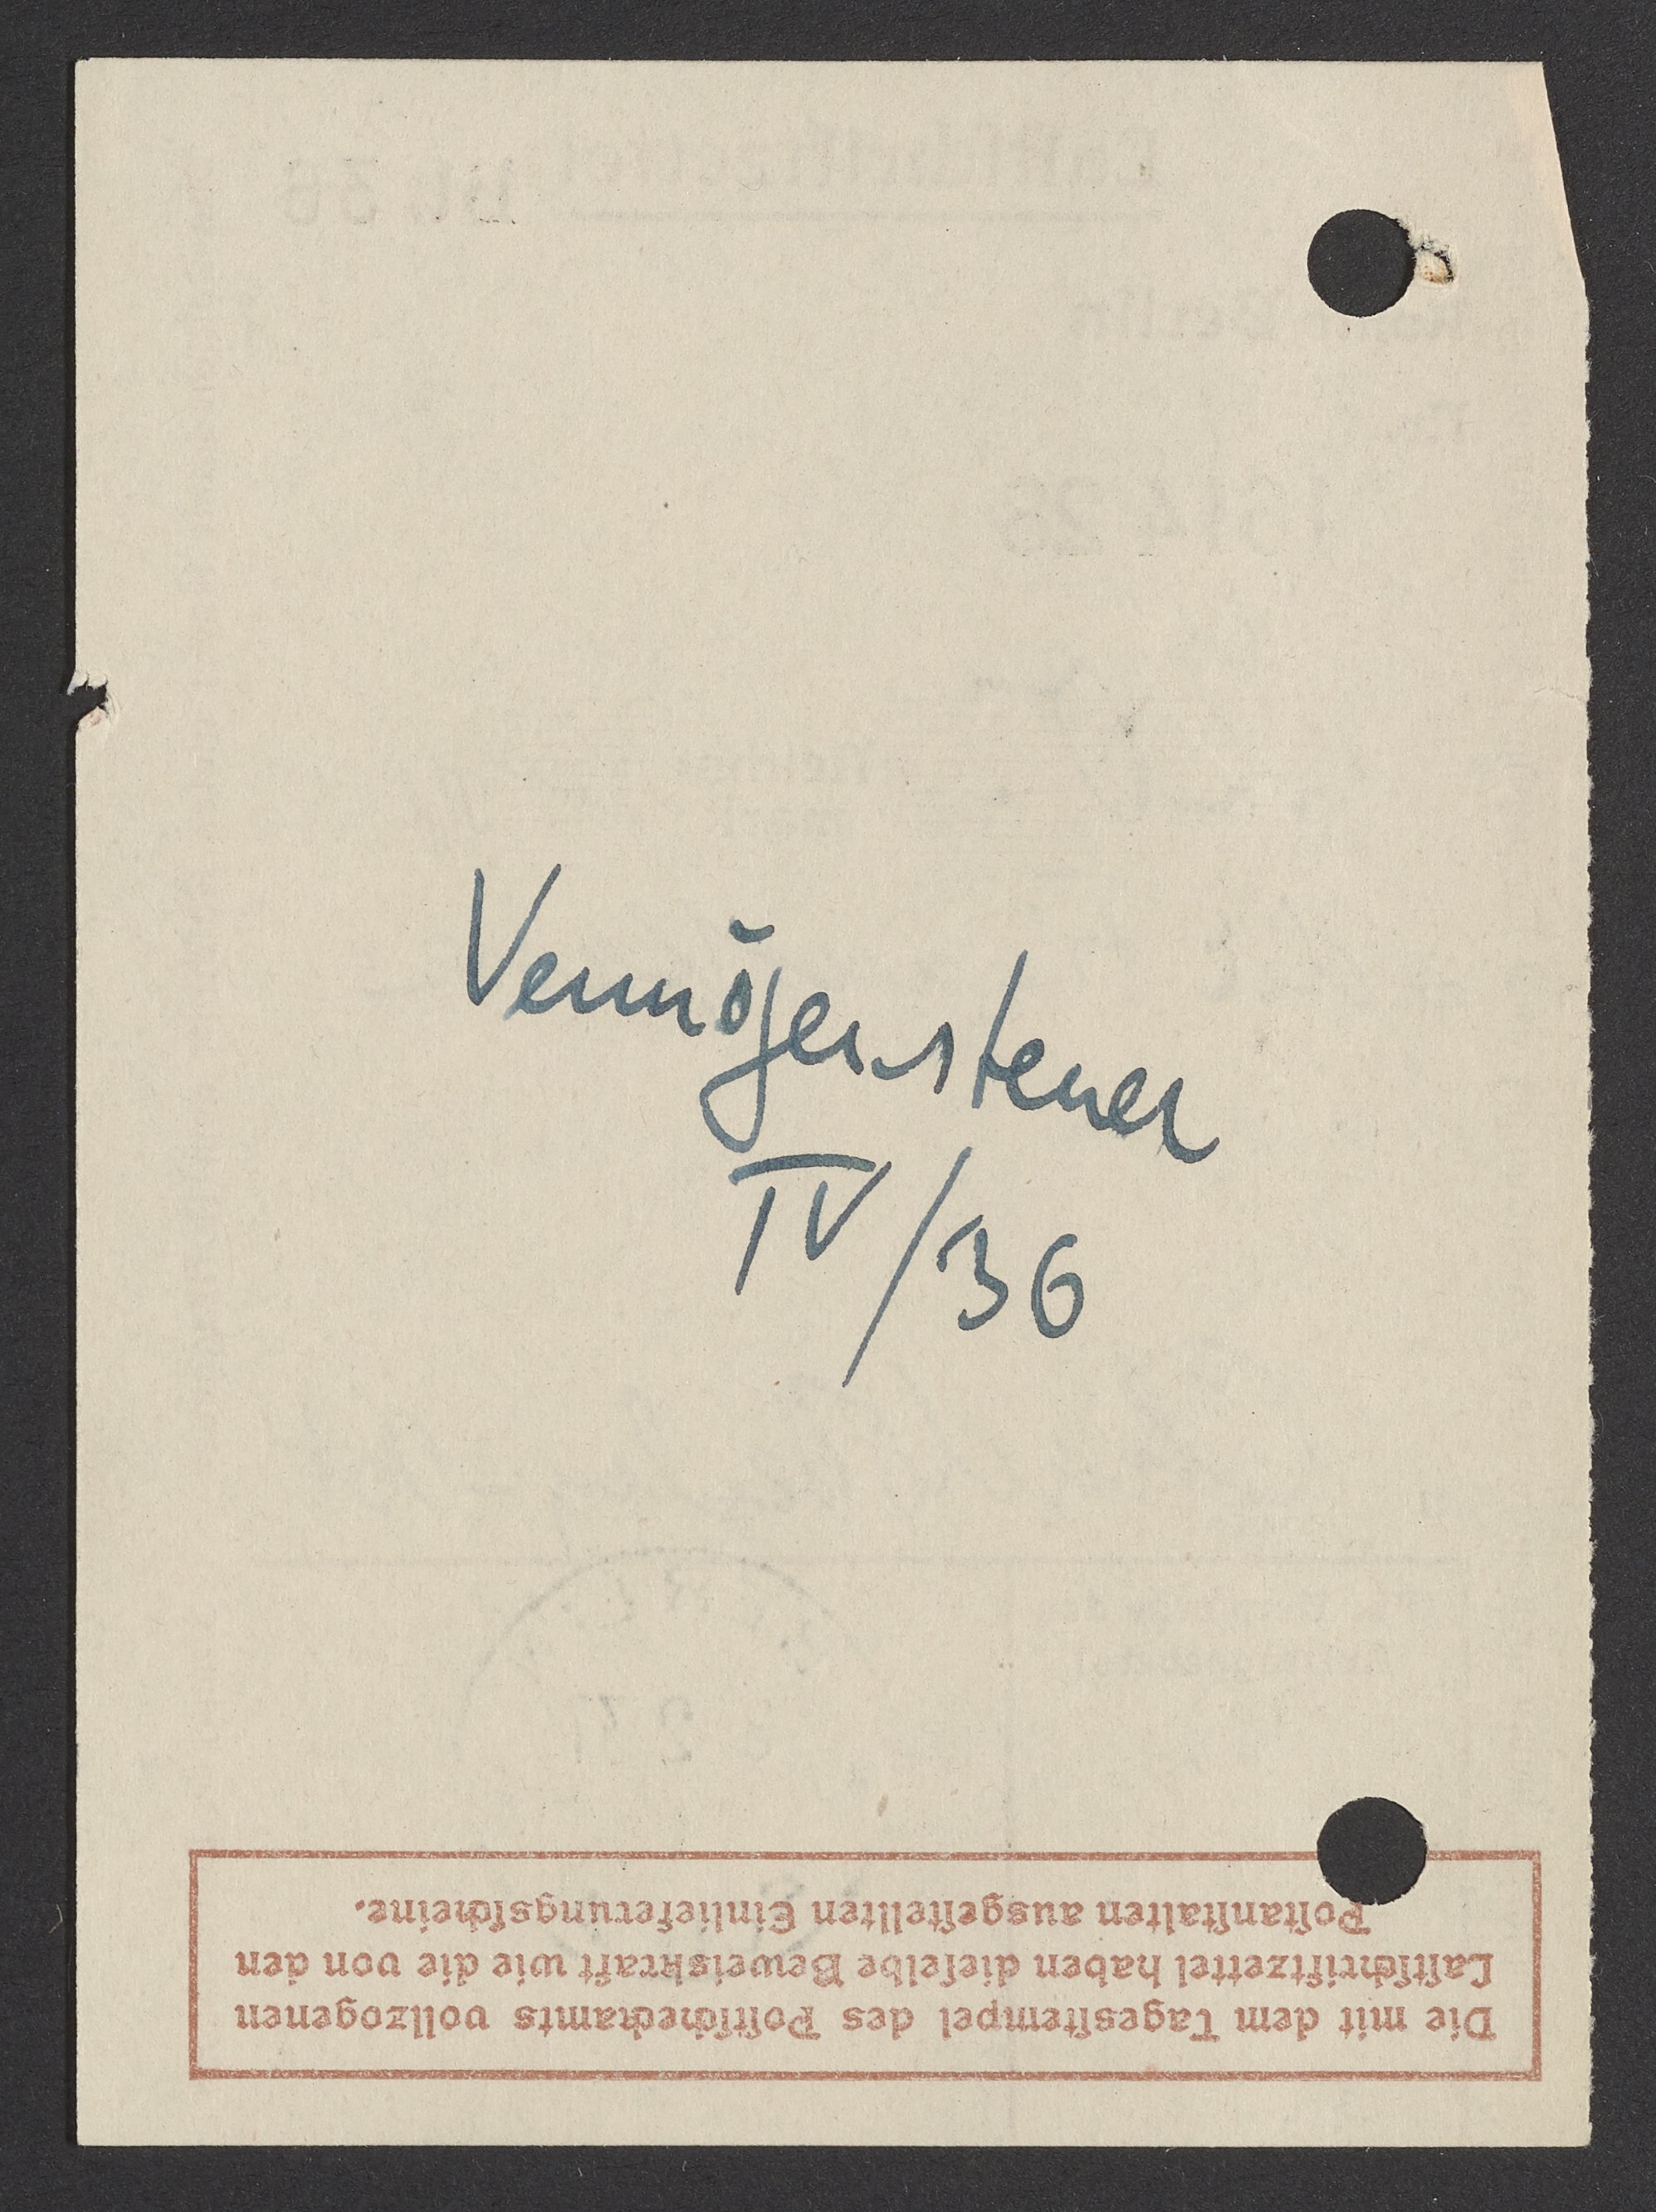 Vermögenssteuer
IV/36
Die mit dem Tagesſtempel des Poſtſcheckamts vollzogenen
Laſtſchriftzettel haben dieſelbe Beweiskraft wie die von den
Poſtanſtalten ausgeſtellten Einlieferungsſcheine.